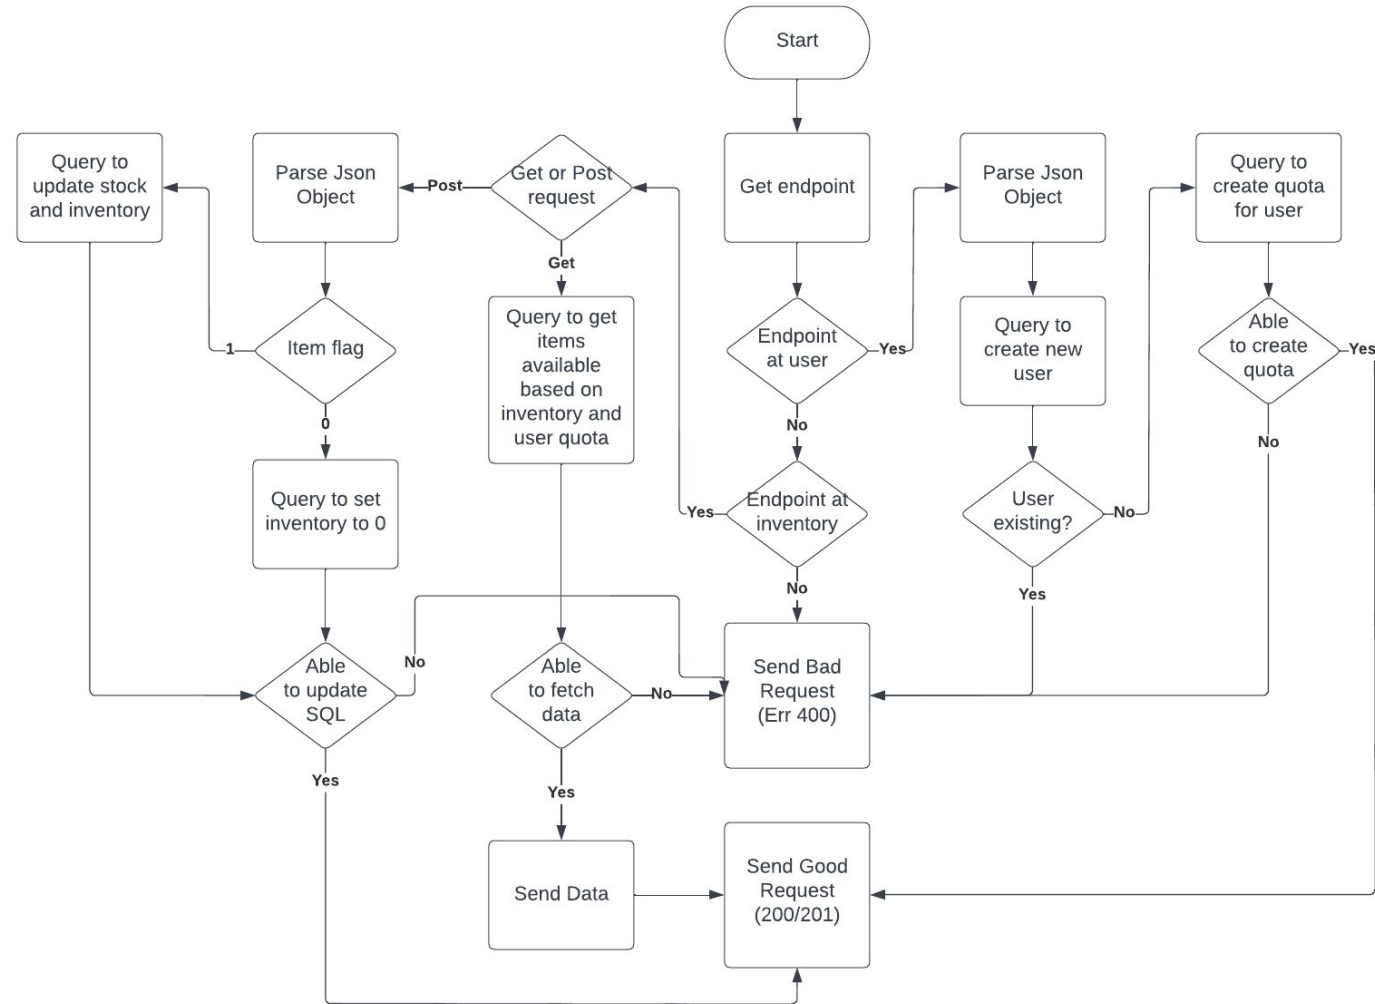 Start
Query to
update stock
and inventory
Parse Json
Object
Post
Get or Post
request
Get endpoint
Parse Json
Object
Query to
create quota
for user
Get
1
Item flag
0
Query to get
items
available
based on
inventory and
user quota
Endpoint
at user
Yes
No
Query to
create new
user
Able
to create
quota
Yes
No
Query to set
inventory to 0
Yes
Endpoint at
inventory
No
User
existing?
No
Yes
Able
to update
SQL
No
Yes
Able
to fetch
data
No
Yes
Send Bad
Request
(Err 400)
Send Data
Send Good
Request
(200/201)